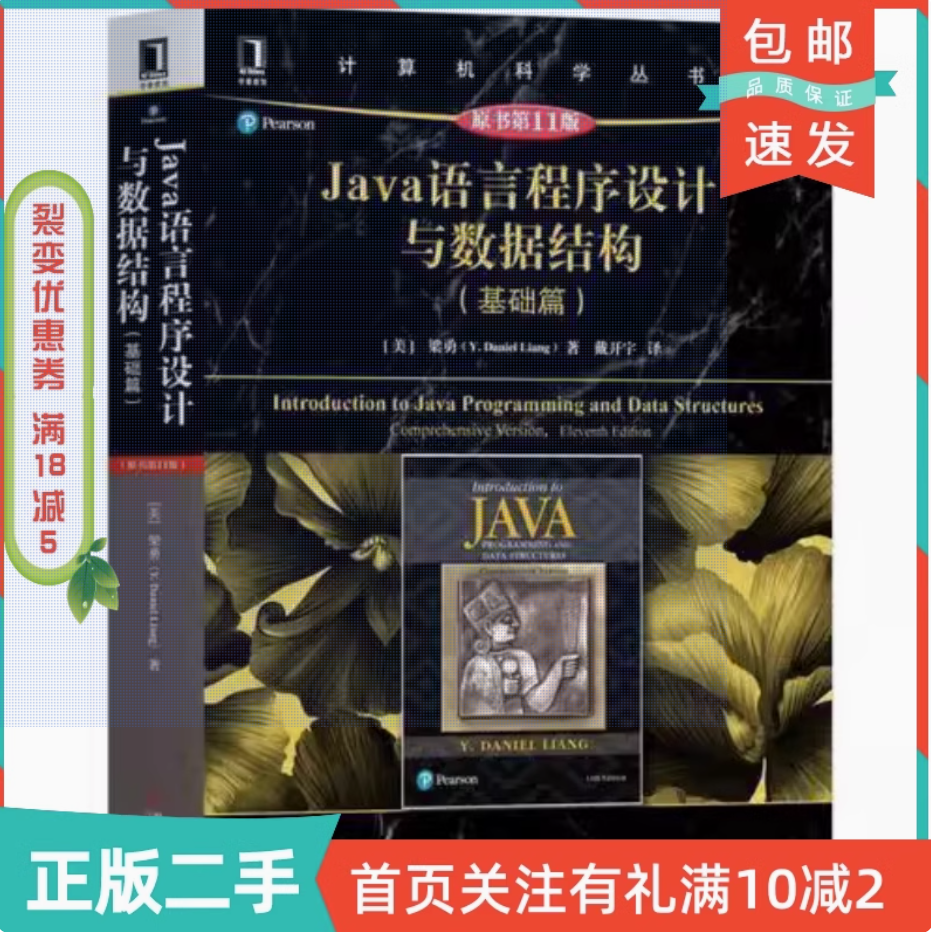 包邮
品质保证
速发
计算机科学丛书
Pearson
原书第11版
Java语言程序设计
与数据结构
(基础篇)
[美] 梁勇 (Y. Daniel Liang) 著 戴开宇 译
Introduction to Java Programming and Data Structures
Comprehensive Version, Eleventh Edition
Introduction to
JAVA
PROGRAMMING AND
DATA STRUCTURES
COMPREHENSIVE VERSION
Y. DANIEL LIANG
Pearson
11th Edition
Pearson
Java语言程序设计
与数据结构
(基础篇)
(原书第11版)
[美] 梁勇 (Y. Daniel Liang) 著
裂变优惠券 满18减5
正版二手
首页关注有礼满10减2